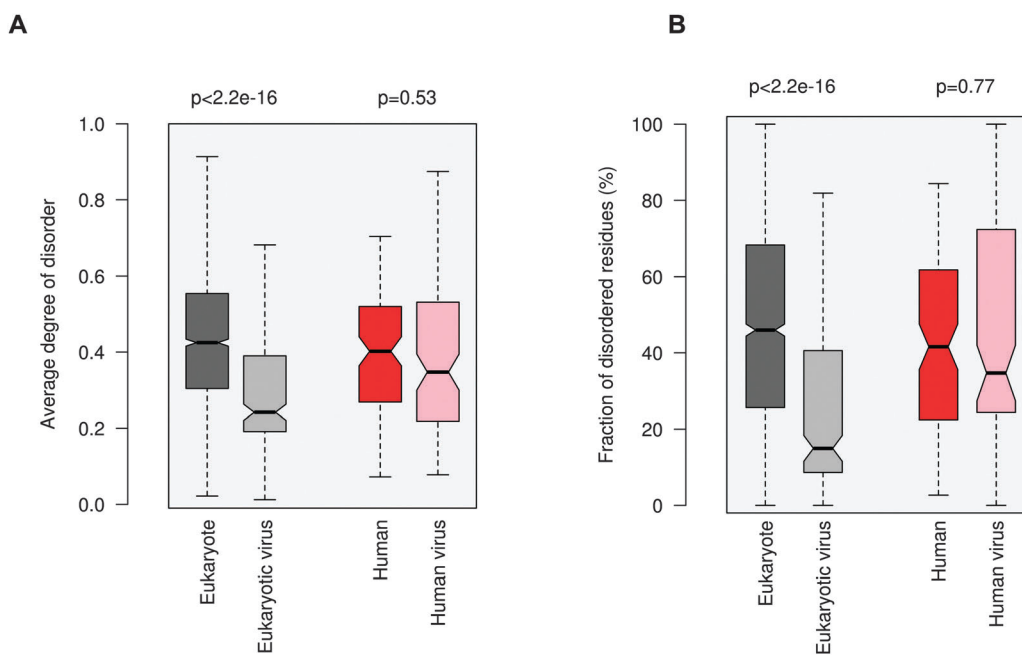 A
p<2.2e-16 p=0.53
Average degree of disorder
1.0
0.8
0.6
0.4
0.2
0.0
Eukaryote
Eukaryotic virus
Human
Human virus
B
p<2.2e-16 p=0.77
Fraction of disordered residues (%)
100
80
60
40
20
0
Eukaryote
Eukaryotic virus
Human
Human virus